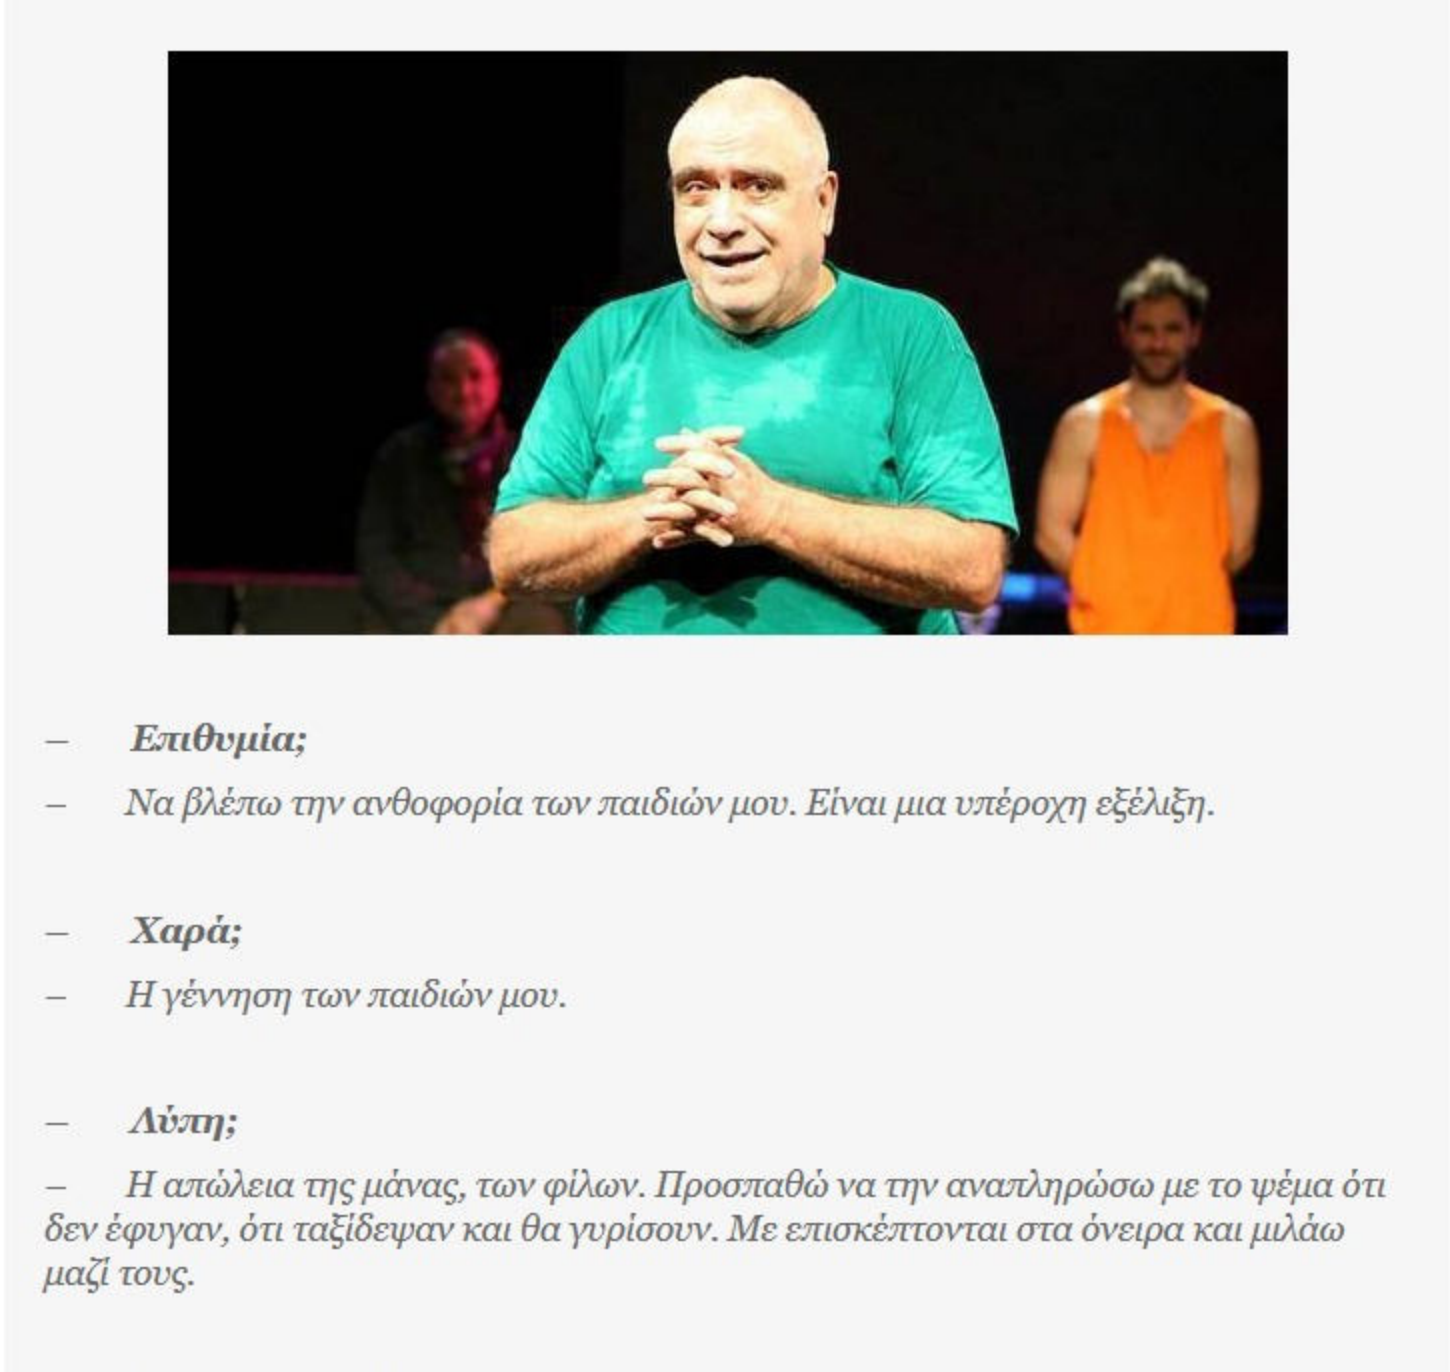 – Επιθυμία;
– Να βλέπω την ανθοφορία των παιδιών μου. Είναι μια υπέροχη εξέλιξη.
– Χαρά;
– Η γέννηση των παιδιών μου.
– Λύπη;
– Η απώλεια της μάνας, των φίλων. Προσπαθώ να την αναπληρώσω με το ψέμα ότι
δεν έφυγαν, ότι ταξίδεψαν και θα γυρίσουν. Με επισκέπτονται στα όνειρα και μιλάω
μαζί τους.